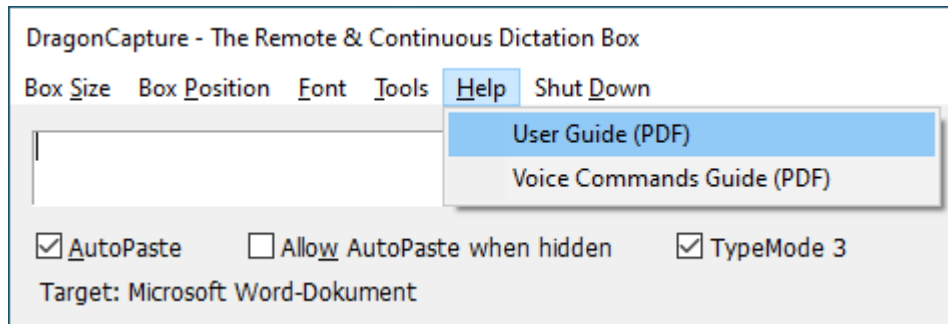 DragonCapture - The Remote & Continuous Dictation Box
Box Size Box Position Font Tools Help Shut Down
User Guide (PDF)
Voice Commands Guide (PDF)
AutoPaste Allow AutoPaste when hidden TypeMode 3
Target: Microsoft Word-Dokument